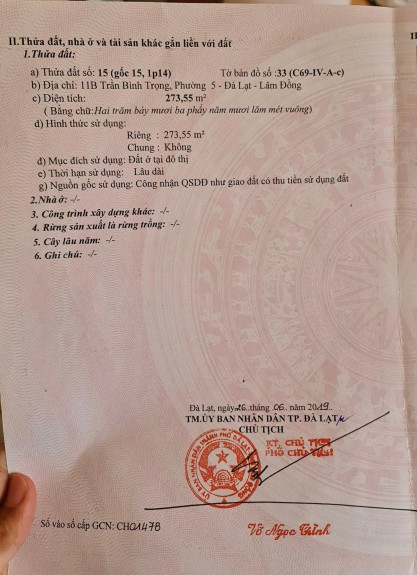 II.Thửa đất, nhà ở và tài sản khác gắn liền với đất
1.Thửa đất:
a) Thửa đất số: 15 (gốc 15, 1p14) Tờ bản đồ số :33 (C69-IV-A-c)
b) Địa chỉ: 11B Trần Bình Trọng, Phường 5 - Đà Lạt - Lâm Đồng
c) Diện tích: 273,55 m²
( Bằng chữ:Hai trăm bảy mươi ba phẩy năm mươi lăm mét vuông)
d) Hình thức sử dụng:
Riêng : 273,55 m²
Chung : Không
đ) Mục đích sử dụng: Đất ở tại đô thị
e) Thời hạn sử dụng: Lâu dài
g) Nguồn gốc sử dụng: Công nhận QSDĐ như giao đất có thu tiền sử dụng đất
2.Nhà ở: -/-
3. Công trình xây dựng khác: -/-
4. Rừng sản xuất là rừng trồng: -/-
5. Cây lâu năm: -/-
6. Ghi chú: -/-
Đà Lạt, ngày 26 tháng 06 năm 2019
TM.ỦY BAN NHÂN DÂN TP. ĐÀ LẠT
CHỦ TỊCH
KT. CHỦ TỊCH
PHÓ CHỦ TỊCH
Võ Ngọc Trình
Số vào sổ cấp GCN: CH01478